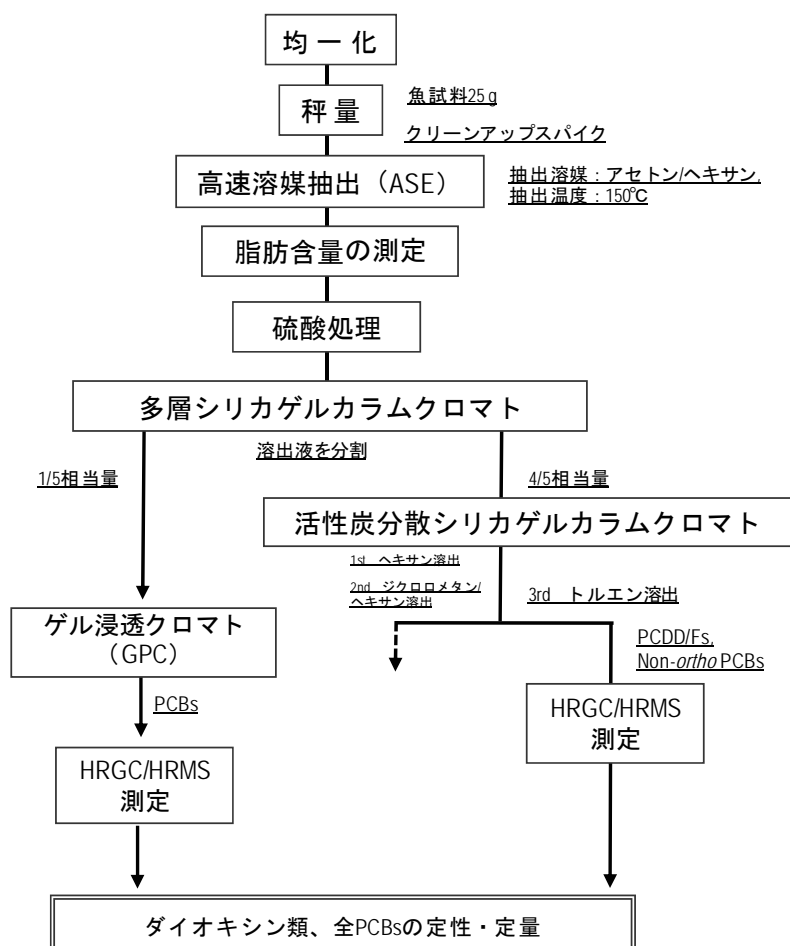 均一化
秤量
魚試料25 g
クリーンアップスパイク
高速溶媒抽出（ASE）
抽出溶媒：アセトン/ヘキサン,
抽出温度：150℃
脂肪含量の測定
硫酸処理
多層シリカゲルカラムクロマト
溶出液を分割
1/5相当量
4/5相当量
活性炭分散シリカゲルカラムクロマト
1st ヘキサン溶出
2nd ジクロロメタン/
ヘキサン溶出
3rd トルエン溶出
ゲル浸透クロマト
（GPC）
PCDD/Fs,
Non-ortho PCBs
PCBs
HRGC/HRMS
測定
HRGC/HRMS
測定
ダイオキシン類、全PCBsの定性・定量